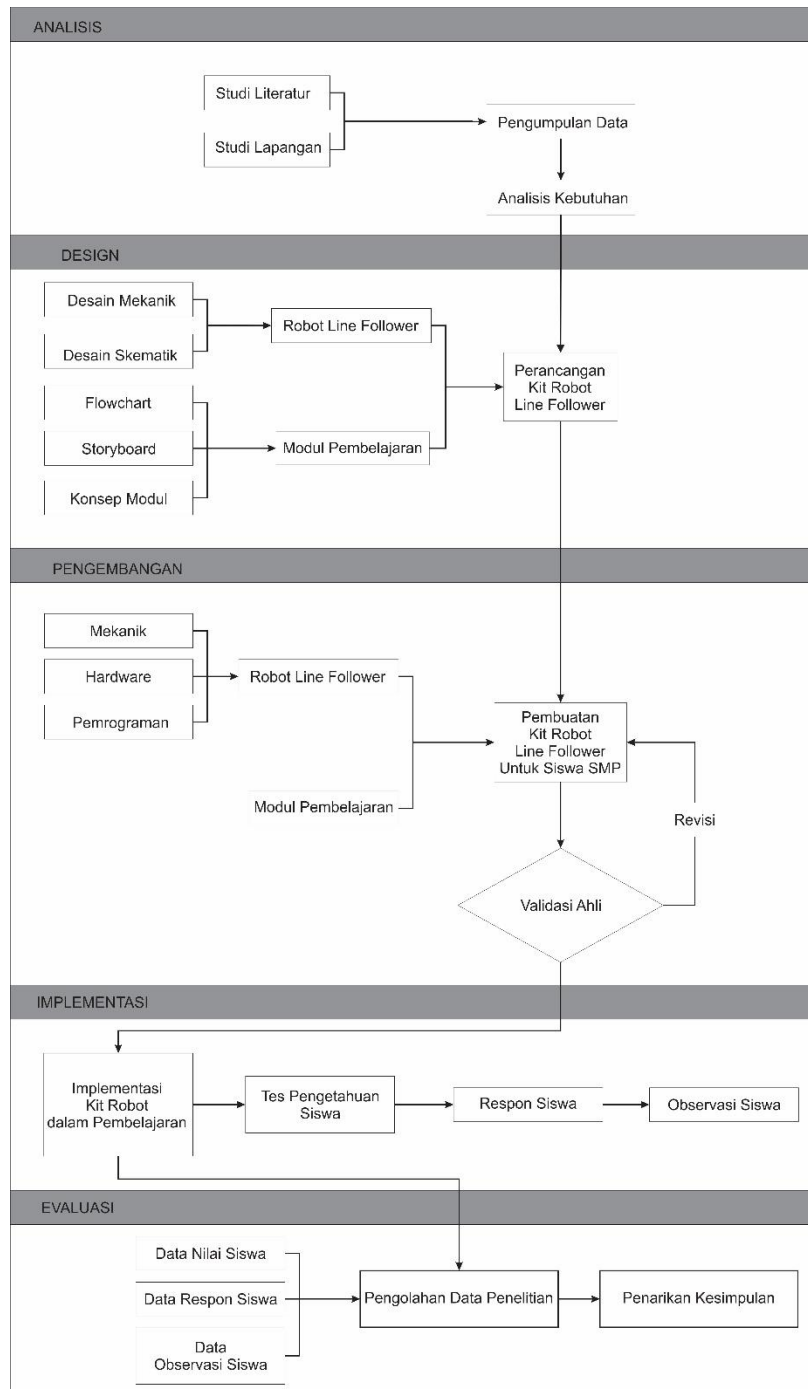 ANALISIS
Studi Literatur
Studi Lapangan
Pengumpulan Data
Analisis Kebutuhan
DESIGN
Desain Mekanik
Desain Skematik
Robot Line Follower
Flowchart
Storyboard
Konsep Modul
Modul Pembelajaran
Perancangan
Kit Robot
Line Follower
PENGEMBANGAN
Mekanik
Hardware
Pemrograman
Robot Line Follower
Modul Pembelajaran
Pembuatan
Kit Robot
Line Follower
Untuk Siswa SMP
Revisi
Validasi Ahli
IMPLEMENTASI
Implementasi
Kit Robot
dalam Pembelajaran
Tes Pengetahuan
Siswa
Respon Siswa
Observasi Siswa
EVALUASI
Data Nilai Siswa
Data Respon Siswa
Data
Observasi Siswa
Pengolahan Data Penelitian
Penarikan Kesimpulan